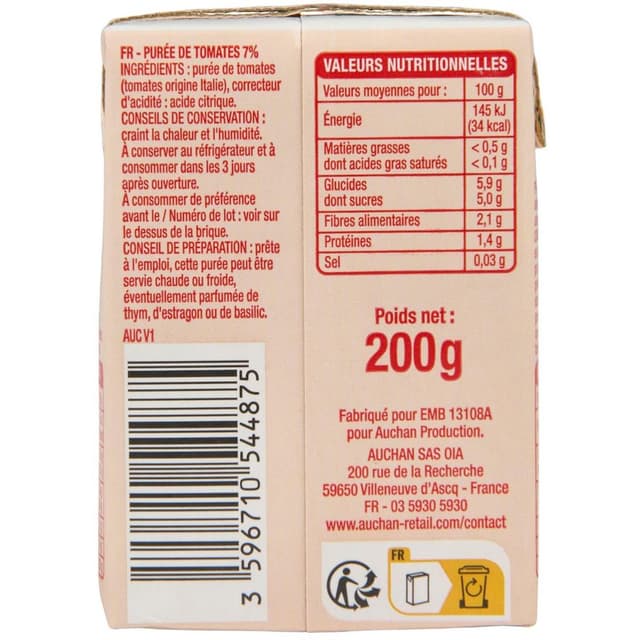 FR - PURÉE DE TOMATES 7%
INGRÉDIENTS : purée de tomates
(tomates origine Italie), correcteur
d'acidité : acide citrique.
CONSEILS DE CONSERVATION :
craint la chaleur et l'humidité.
À conserver au réfrigérateur et à
consommer dans les 3 jours
après ouverture.
À consommer de préférence
avant le / Numéro de lot : voir sur
le dessus de la brique.
CONSEIL DE PRÉPARATION : prête
à l'emploi, cette purée peut être
servie chaude ou froide,
éventuellement parfumée de
thym, d'estragon ou de basilic.
AUC V1
3 596710 544875
VALEURS NUTRITIONNELLES
Valeurs moyennes pour : 100 g
Énergie 145 kJ
(34 kcal)
Matières grasses < 0,5 g
dont acides gras saturés < 0,1 g
Glucides 5,9 g
dont sucres 5,0 g
Fibres alimentaires 2,1 g
Protéines 1,4 g
Sel 0,03 g
Poids net :
200g
Fabriqué pour EMB 13108A
pour Auchan Production.
AUCHAN SAS OIA
200 rue de la Recherche
59650 Villeneuve d'Ascq - France
FR - 03 5930 5930
www.auchan-retail.com/contact
FR